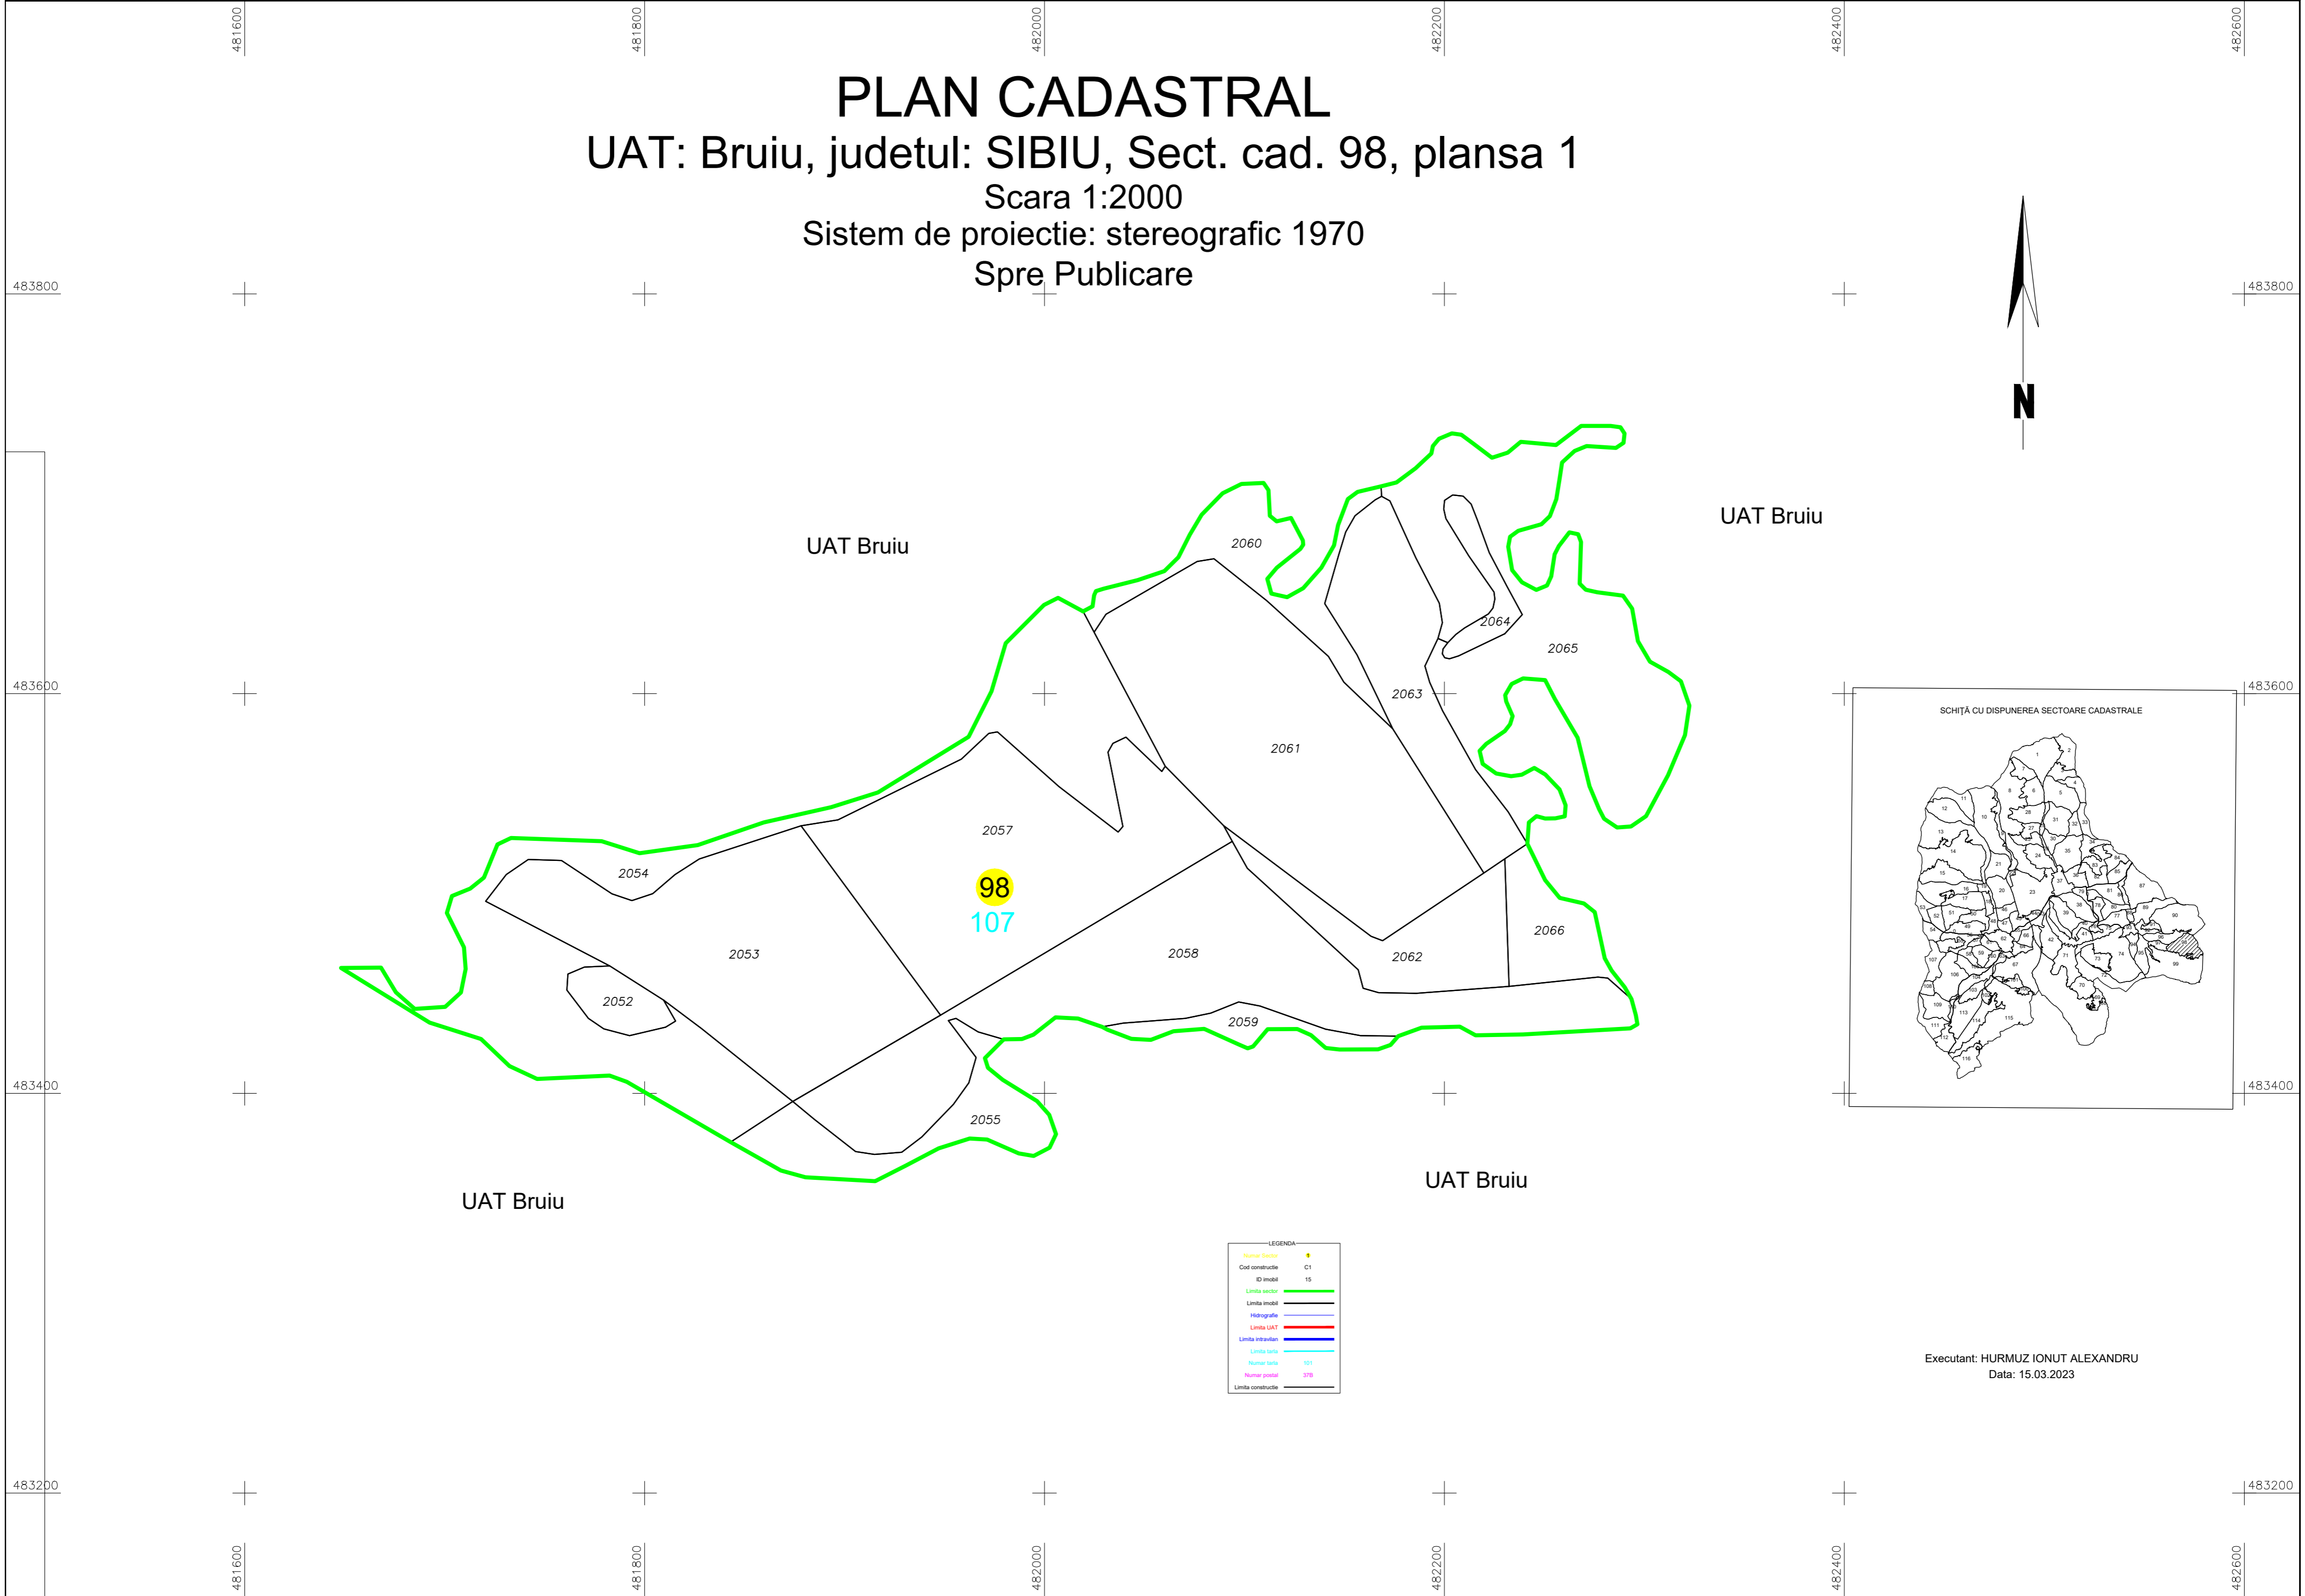 481600
481800
482000
482200
482400
482600
PLAN CADASTRAL
UAT: Bruiu, judetul: SIBIU, Sect. cad. 98, plansa 1
Scara 1:2000
Sistem de proiectie: stereografic 1970
Spre Publicare
483800
483800
N
UAT Bruiu
UAT Bruiu
2060
2064
2065
2063
2061
2057
2054
98
107
2053
2058
2062
2066
2052
2059
2055
483600
483600
SCHIŢĂ CU DISPUNEREA SECTOARE CADASTRALE
483400
483400
UAT Bruiu
UAT Bruiu
LEGENDA
1
Cod constructie C1
ID imobil 15
Limita sector
Limita imobil
Hidrografie
Limita UAT
Limita intravilan
Limita tarla
Numar tarla 101
Numar postal 37B
Limita constructie
Executant: HURMUZ IONUT ALEXANDRU
Data: 15.03.2023
483200
483200
481600
481800
482000
482200
482400
482600